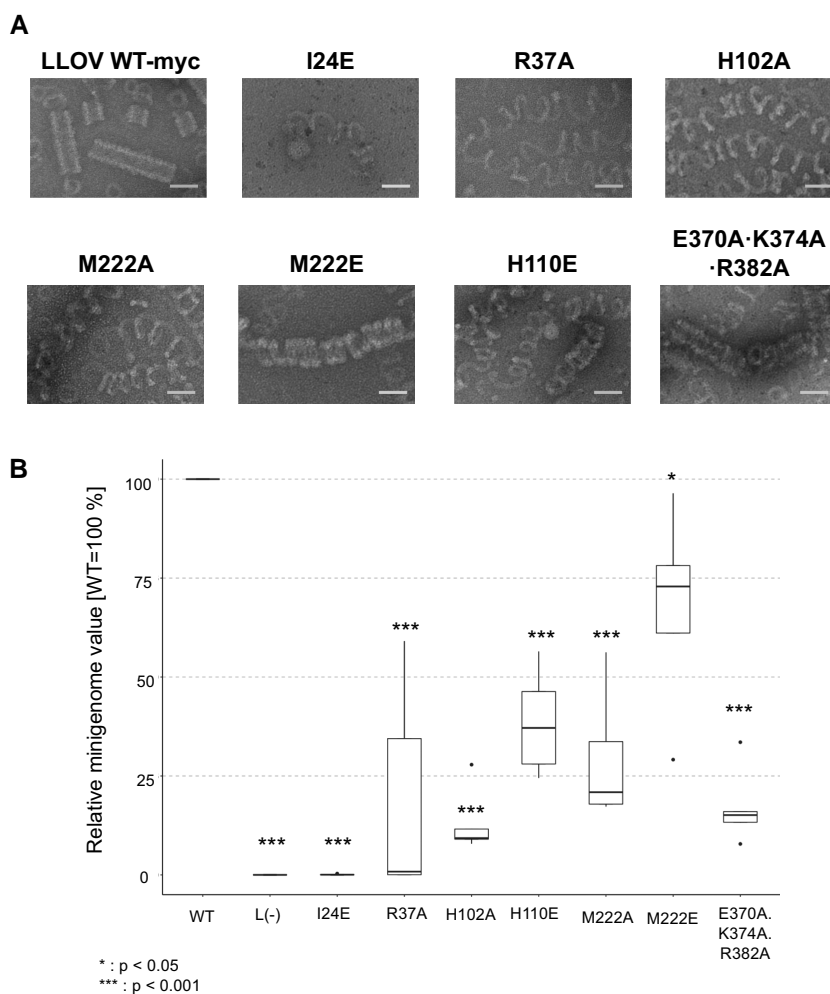 A
LLOV WT-myc
I24E
R37A
H102A
M222A
M222E
H110E
E370A·K374A
·R382A
B
Relative minigenome value [WT=100 %]
100
75
50
25
0
***
***
***
***
***
***
*
***
WT
L(-)
I24E
R37A
H102A
H110E
M222A
M222E
E370A.
K374A.
R382A
* : p < 0.05
*** : p < 0.001